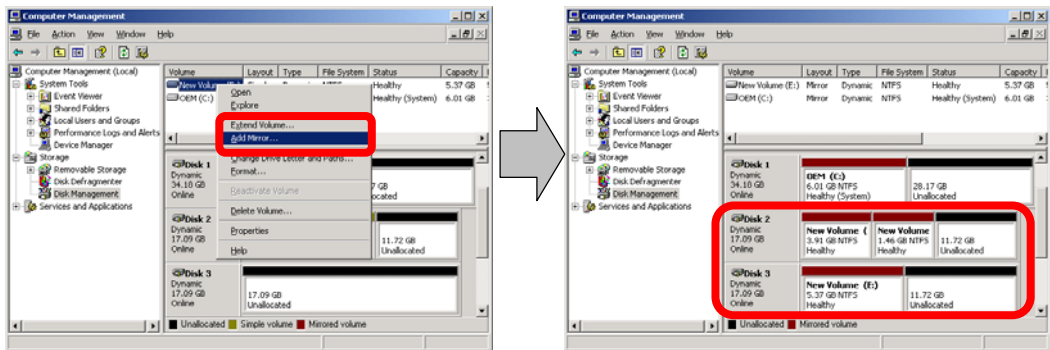 Computer Management
File Action View Window Help
Computer Management (Local)
System Tools
Event Viewer
Shared Folders
Local Users and Groups
Performance Logs and Alerts
Device Manager
Storage
Removable Storage
Disk Defragmenter
Disk Management
Services and Applications
Volume Layout Type File System Status Capacity
New Volume Healthy 5.37 GB
OEM (C:) Healthy (System) 6.01 GB
Open
Explore
Extend Volume...
Add Mirror...
Change Drive Letter and Paths...
Format...
Reactivate Volume
Delete Volume...
Properties
Help
Disk 1
Dynamic
34.18 GB
Online
7 GB
ocated
Disk 2
Dynamic
17.09 GB
Online
11.72 GB
Unallocated
Disk 3
Dynamic
17.09 GB
Online
17.09 GB
Unallocated
Unallocated Simple volume Mirrored volume
Computer Management
File Action View Window Help
Computer Management (Local)
System Tools
Event Viewer
Shared Folders
Local Users and Groups
Performance Logs and Alerts
Device Manager
Storage
Removable Storage
Disk Defragmenter
Disk Management
Services and Applications
Volume Layout Type File System Status Capacity
New Volume (E:) Mirror Dynamic NTFS Healthy 5.37 GB
OEM (C:) Mirror Dynamic NTFS Healthy (System) 6.01 GB
Disk 1
Dynamic
34.18 GB
Online
OEM (C:)
6.01 GB NTFS
Healthy (System)
28.17 GB
Unallocated
Disk 2
Dynamic
17.09 GB
Online
New Volume (
3.91 GB NTFS
Healthy
New Volume
1.46 GB NTFS
Healthy
11.72 GB
Unallocated
Disk 3
Dynamic
17.09 GB
Online
New Volume (E:)
5.37 GB NTFS
Healthy
11.72 GB
Unallocated
Unallocated Mirrored volume